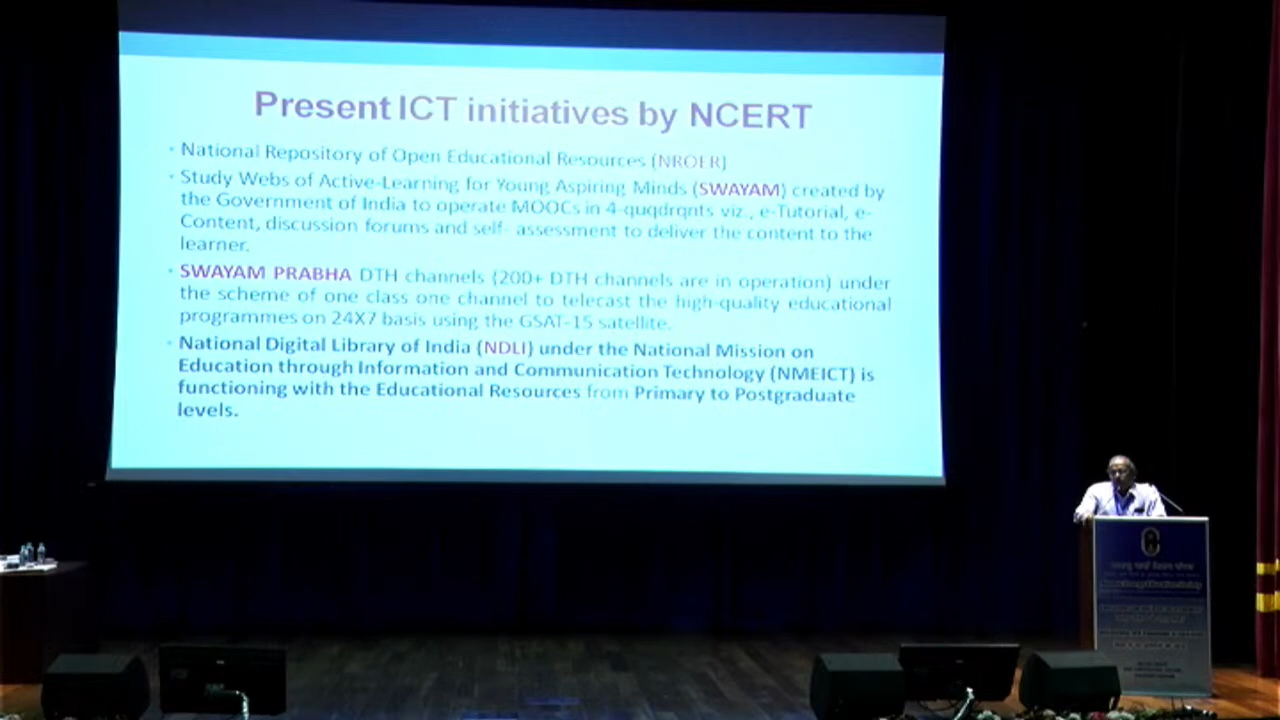 Present ICT initiatives by NCERT
• National Repository of Open Educational Resources (NROER)
• Study Webs of Active-Learning for Young Aspiring Minds (SWAYAM) created by
the Government of India to operate MOOCs in 4-quqdrqnts viz., e-Tutorial, e-
Content, discussion forums and self- assessment to deliver the content to the
learner.
• SWAYAM PRABHA DTH channels (200+ DTH channels are in operation) under
the scheme of one class one channel to telecast the high-quality educational
programmes on 24X7 basis using the GSAT-15 satellite.
• National Digital Library of India (NDLI) under the National Mission on
Education through Information and Communication Technology (NMEICT) is
functioning with the Educational Resources from Primary to Postgraduate
levels.